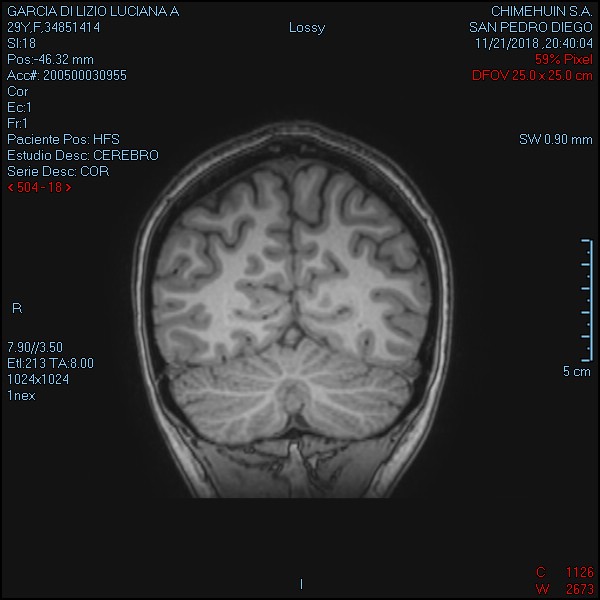 GARCIA DI LIZIO LUCIANA A
29Y,F,34851414
Sl:18
Pos:-46.32 mm
Acc#: 200500030955
Cor
Ec:1
Fr:1
Paciente Pos: HFS
Estudio Desc: CEREBRO
Serie Desc: COR
< 504 - 18 >
Lossy
CHIMEHUIN S.A.
SAN PEDRO DIEGO
11/21/2018 ,20:40:04
59% Pixel
DFOV 25.0 x 25.0 cm
SW 0.90 mm
R
5 cm
7.90//3.50
Etl:213 TA:8.00
1024x1024
1nex
I
C 1126
W 2673